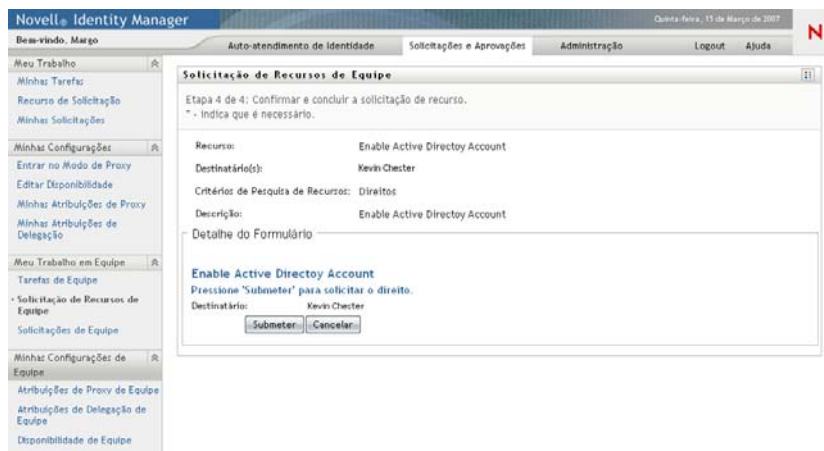 Novell® Identity Manager
Quinta-feira, 15 de Março de 2007
N
Bem-vindo, Margo
Auto-atendimento de Identidade
Solicitações e Aprovações
Administração
Logout
Ajuda
Meu Trabalho
Minhas Tarefas
Recurso de Solicitação
Minhas Solicitações
Minhas Configurações
Entrar no Modo de Proxy
Editar Disponibilidade
Minhas Atribuições de Proxy
Minhas Atribuições de
Delegação
Meu Trabalho em Equipe
Tarefas de Equipe
Solicitação de Recursos de
Equipe
Solicitações de Equipe
Minhas Configurações de
Equipe
Atribuições de Proxy de Equipe
Atribuições de Delegação de
Equipe
Disponibilidade de Equipe
Solicitação de Recursos de Equipe
Etapa 4 de 4: Confirmar e concluir a solicitação de recurso.
* - indica que é necessário.
Recurso: Enable Active Directoy Account
Destinatário(s): Kevin Chester
Critérios de Pesquisa de Recursos: Direitos
Descrição: Enable Active Directoy Account
Detalhe do Formulário
Enable Active Directoy Account
Pressione 'Submeter' para solicitar o direito.
Destinatário: Kevin Chester
Submeter Cancelar